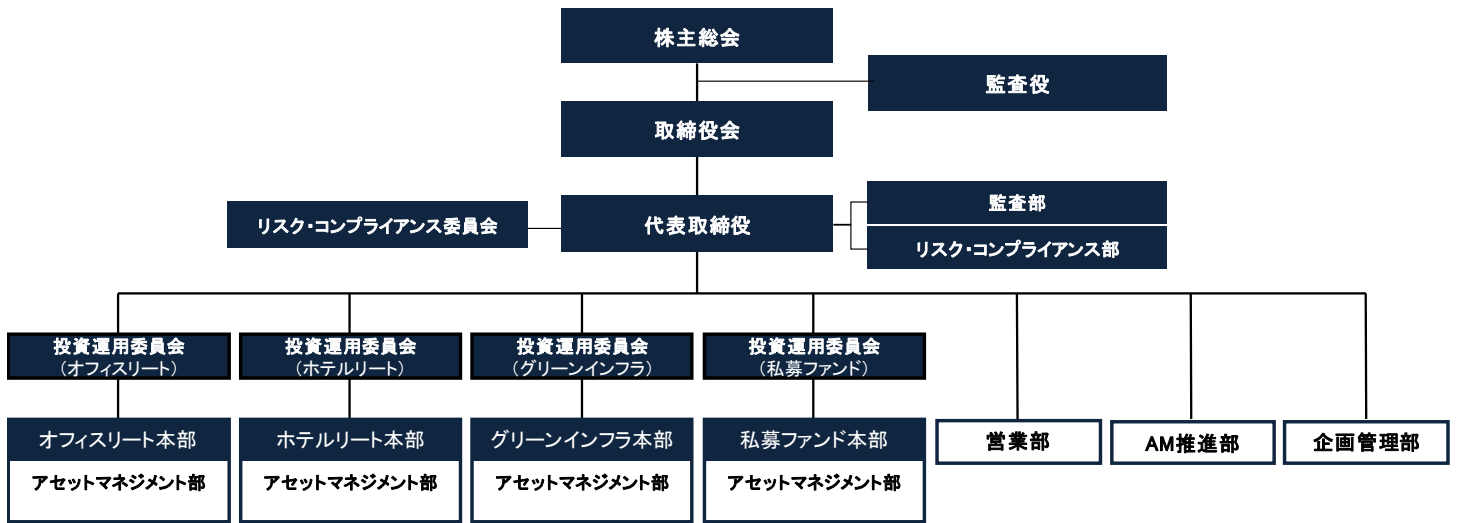 株主総会
監査役
取締役会
監査部
リスク・コンプライアンス委員会
代表取締役
リスク・コンプライアンス部
投資運用委員会
(オフィスリート)
投資運用委員会
(ホテルリート)
投資運用委員会
(グリーンインフラ)
投資運用委員会
(私募ファンド)
オフィスリート本部
アセットマネジメント部
ホテルリート本部
アセットマネジメント部
グリーンインフラ本部
アセットマネジメント部
私募ファンド本部
アセットマネジメント部
営業部
AM推進部
企画管理部